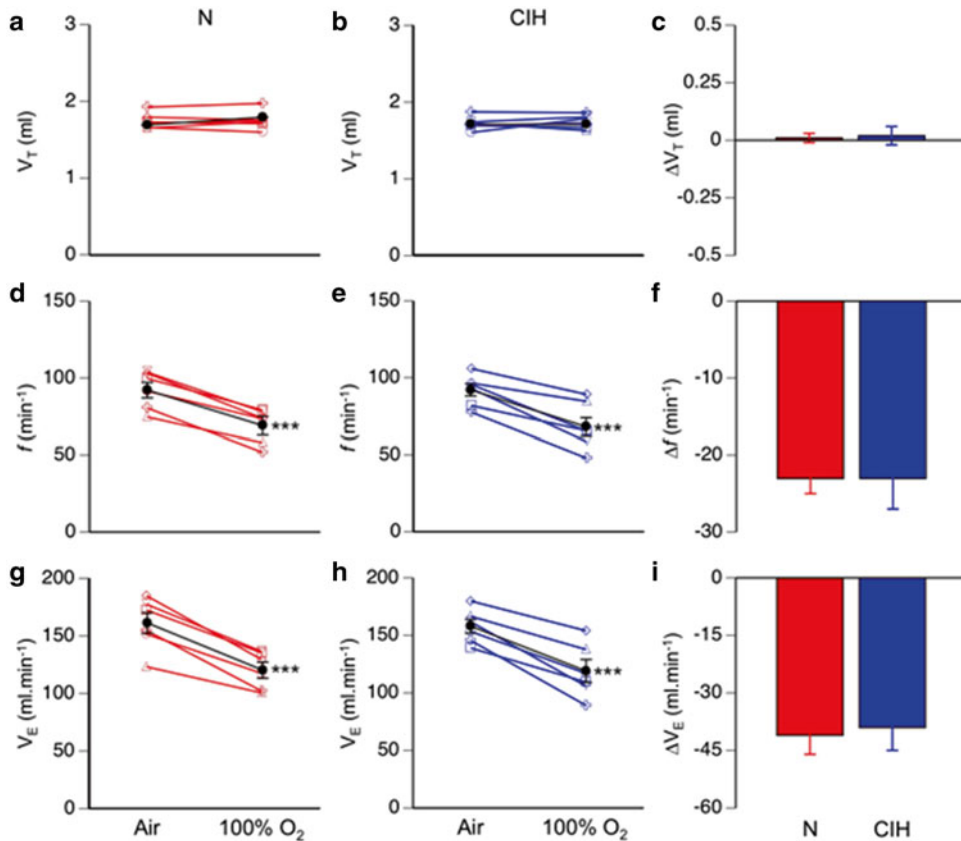 a N b CIH c
3
2
1
0
V_T (ml)
3
2
1
0
V_T (ml)
0.5
0.25
0
-0.25
-0.5
ΔV_T (ml)
d e f
150
100
50
0
f (min⁻¹)
***
150
100
50
0
f (min⁻¹)
***
0
-10
-20
-30
Δf (min⁻¹)
g h i
200
150
100
50
0
V_E (ml.min⁻¹)
***
Air 100% O₂
200
150
100
50
0
V_E (ml.min⁻¹)
***
Air 100% O₂
0
-15
-30
-45
-60
ΔV_E (ml.min⁻¹)
N CIH